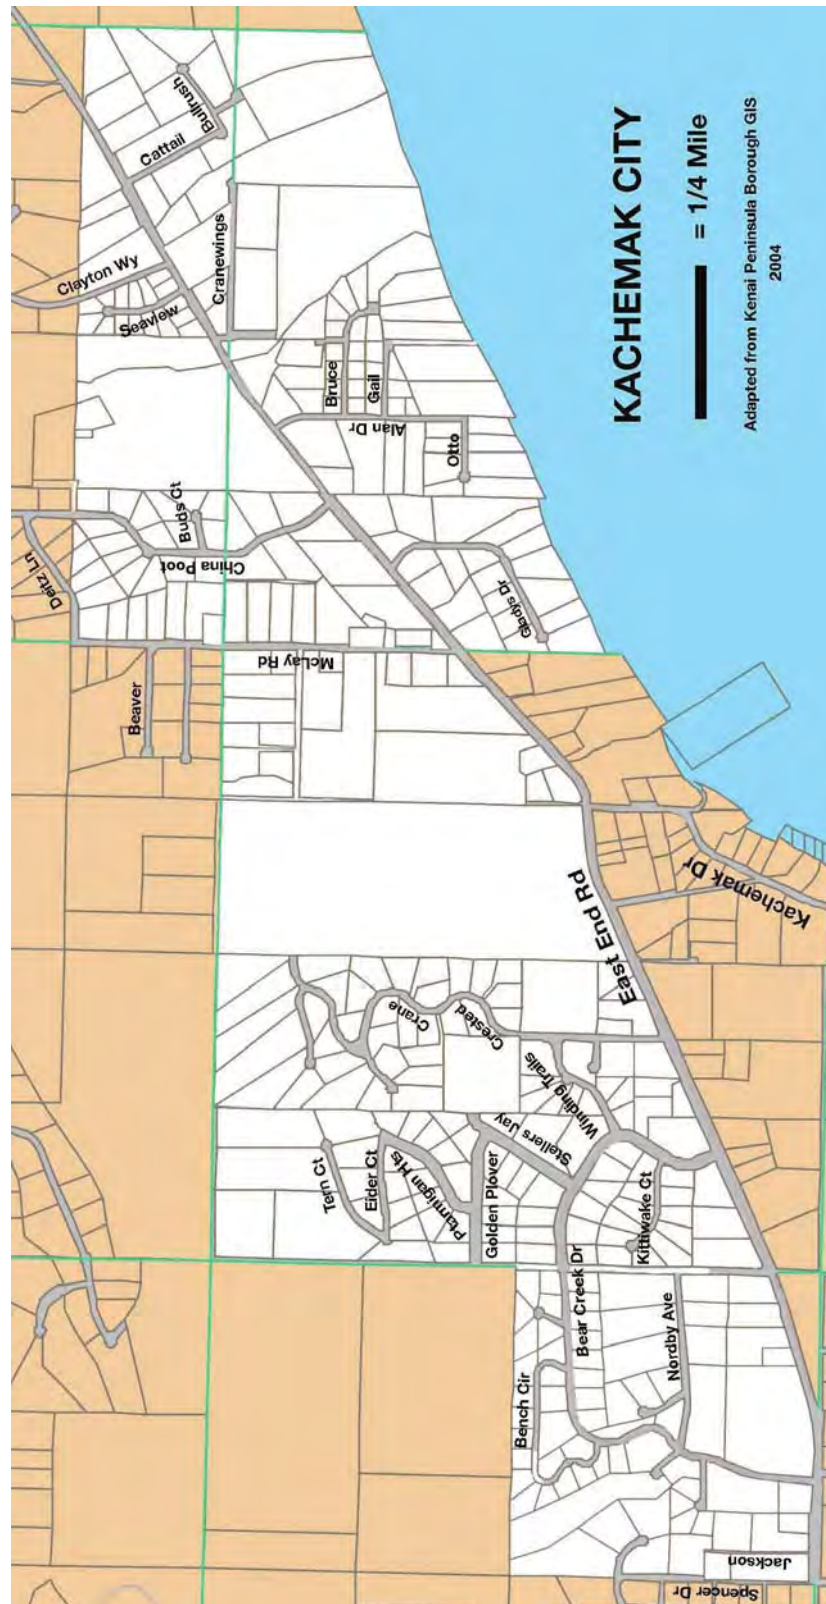 KACHEMAK CITY
= 1/4 Mile
Adapted from Kenai Peninsula Borough GIS
2004
Bullrush
Cattail
Clayton Wy
Seaview
Cranewings
Bruce
Gail
Alan Dr
Otto
Buds Ct
China Poot
Deitz Ln
Gladys Dr
McLay Rd
Beaver
Kachemak Dr
East End Rd
Crane
Crested
Winding Trails
Stellers Jay
Tern Ct
Eider Ct
Ptarmigan Hts
Golden Plover
Kittiwake Ct
Bear Creek Dr
Nordby Ave
Bench Cir
Jackson
Spencer Dr